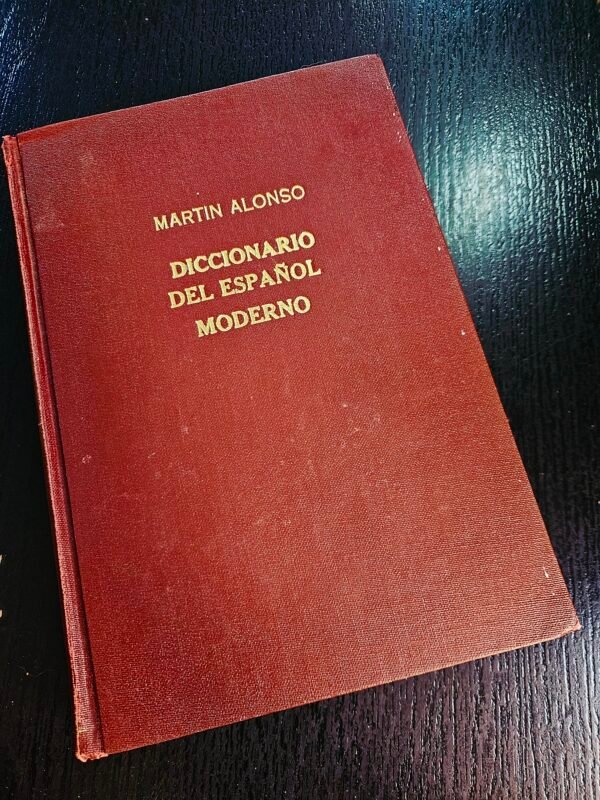 MARTIN ALONSO
DICCIONARIO
DEL ESPAÑOL
MODERNO